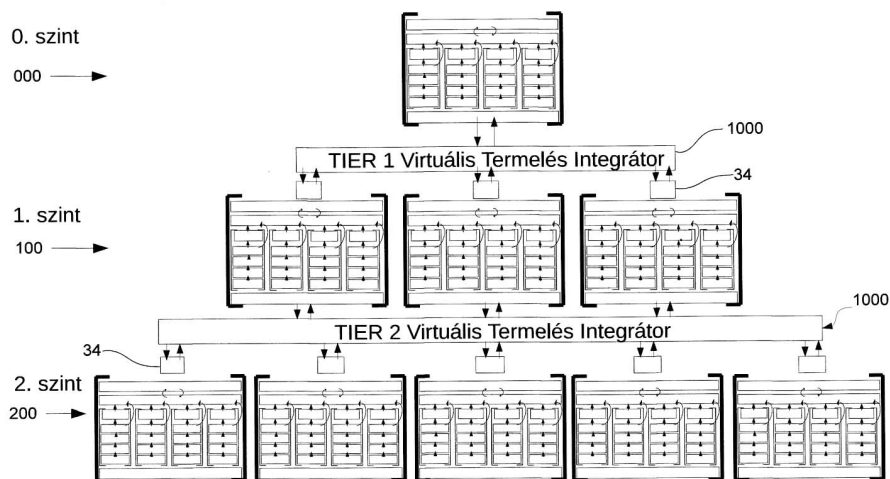 0. szint
000
1000
TIER 1 Virtuális Termelés Integrátor
34
1. szint
100
1000
TIER 2 Virtuális Termelés Integrátor
34
2. szint
200